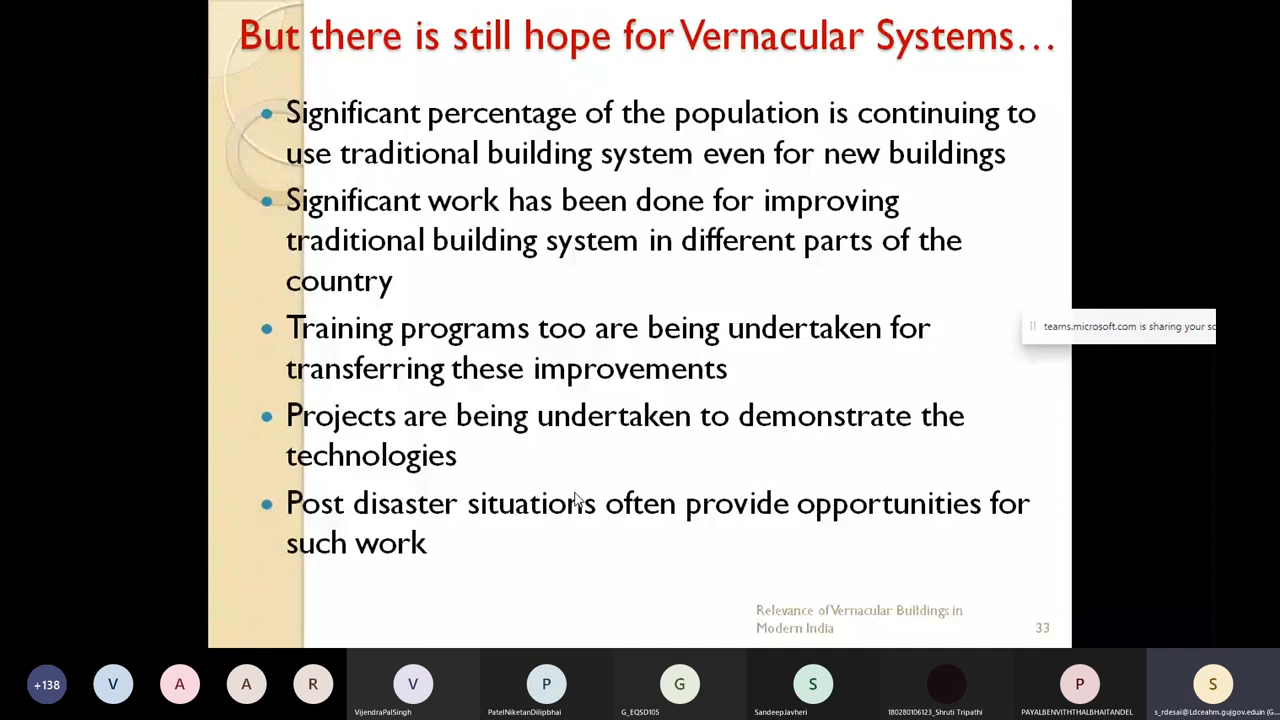 But there is still hope for Vernacular Systems...
Significant percentage of the population is continuing to
use traditional building system even for new buildings
Significant work has been done for improving
traditional building system in different parts of the
country
Training programs too are being undertaken for
transferring these improvements
Projects are being undertaken to demonstrate the
technologies
Post disaster situations often provide opportunities for
such work
teams.microsoft.com is sharing your sc
Relevance of Vernacular Buildings in
Modern India
33
+138 V A A R V P G S P S
VijendraPalSingh PatelNiketanDilipbhai G_EQSD105 SandeepJavheri 180280106123_Shruti Tripathi PAYALBENVITHTHALBHAITANDEL s_rdesai@Ldceahm.gujgov.eduin (G...